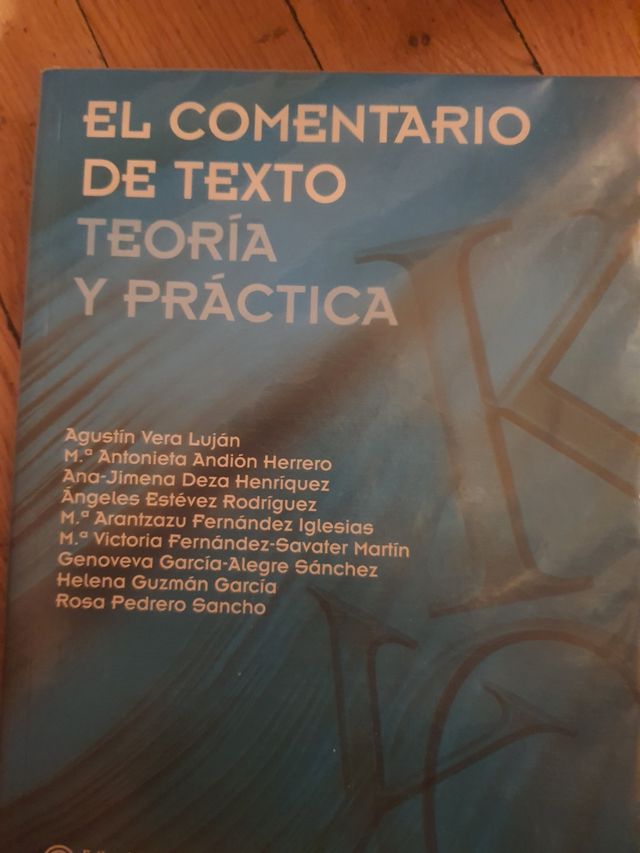 EL COMENTARIO
DE TEXTO
TEORÍA
Y PRÁCTICA
Agustín Vera Luján
M.ª Antonieta Andión Herrero
Ana-Jimena Deza Henríquez
Ángeles Estévez Rodríguez
M.ª Arantzazu Fernández Iglesias
M.ª Victoria Fernández-Savater Martín
Genoveva García-Alegre Sánchez
Helena Guzmán García
Rosa Pedrero Sancho